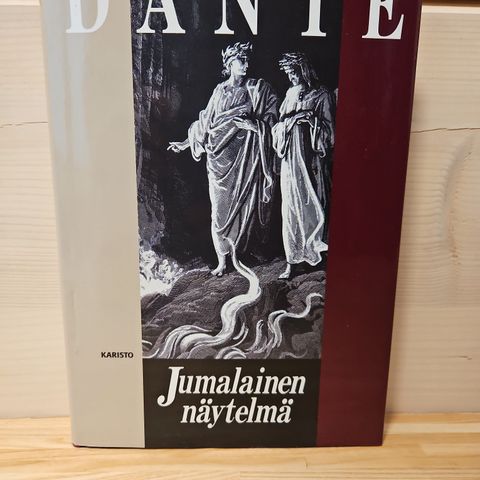 DANTE
KARISTO
Jumalainen
näytelmä